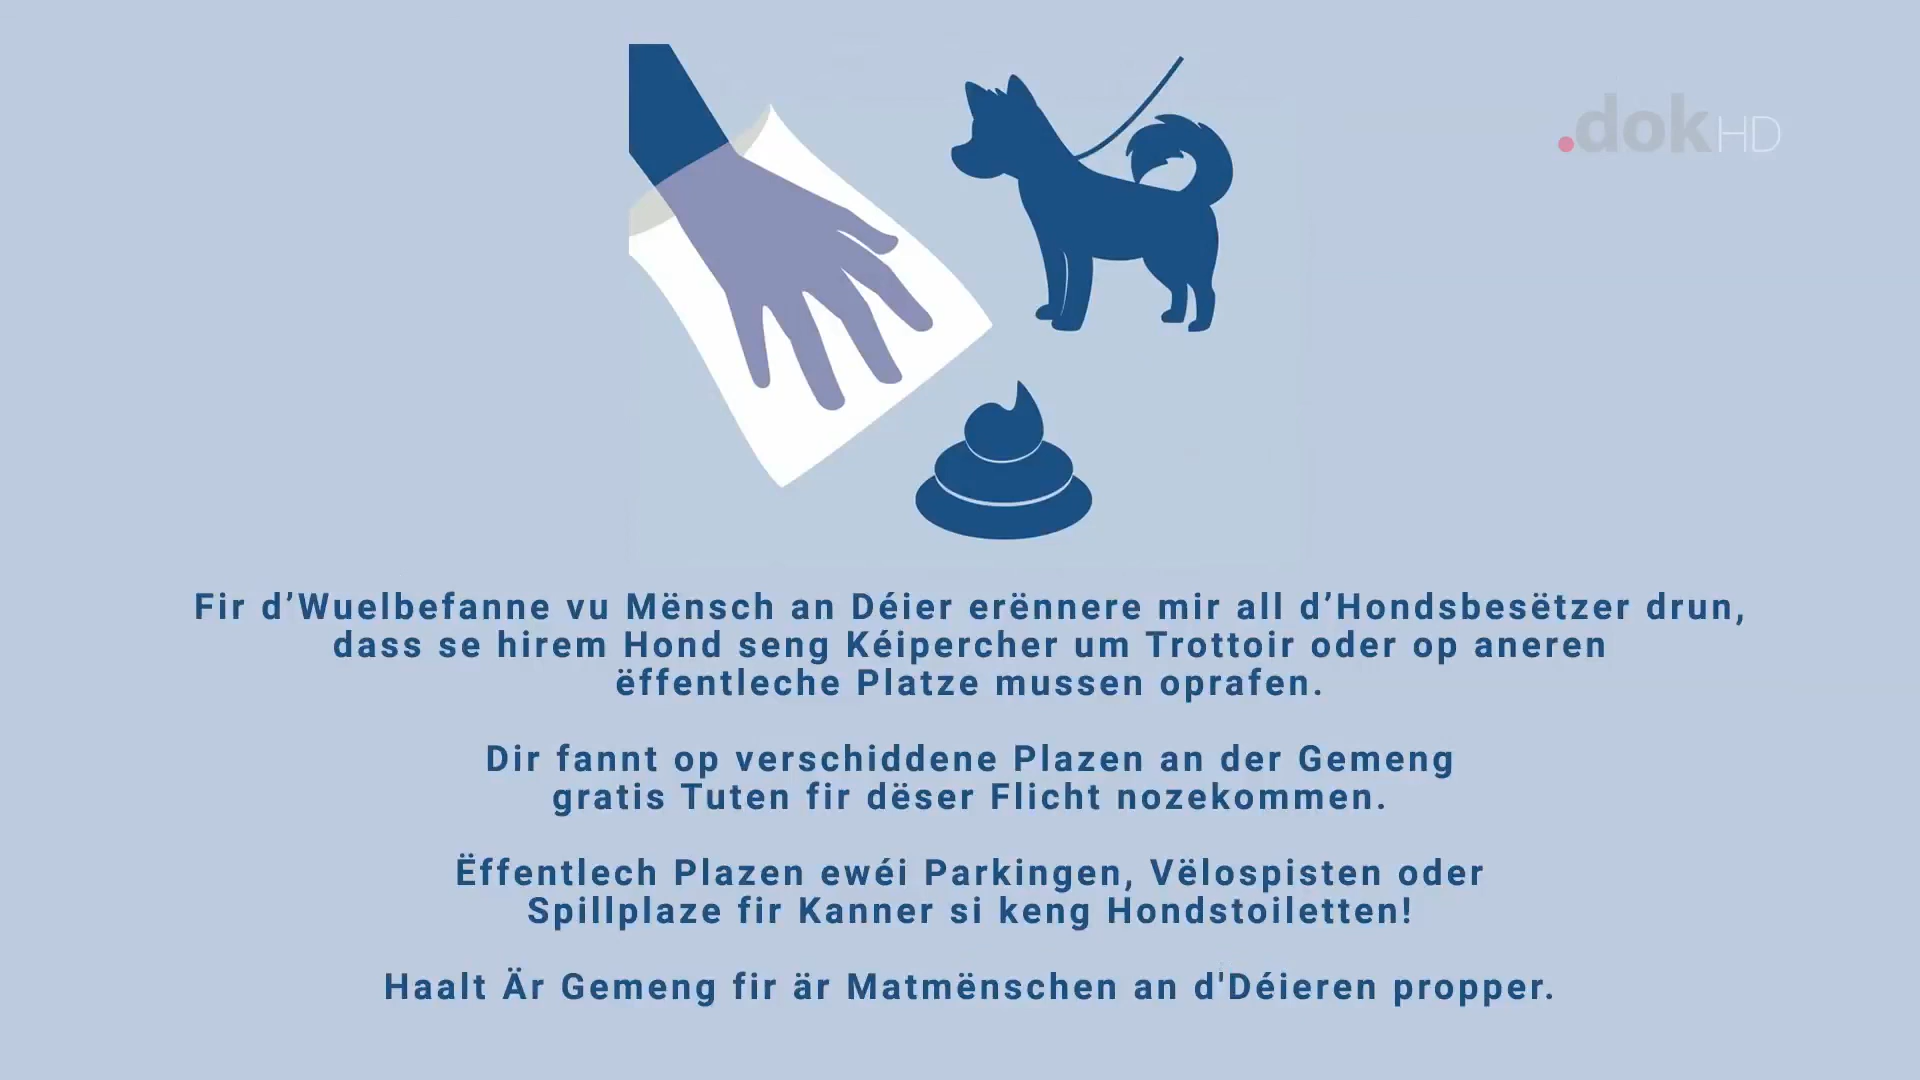 .dok HD
Fir d’Wuelbefanne vu Mënsch an Déier erënnere mir all d’Hondsbesëtzer drun,
dass se hirem Hond seng Kéipercher um Trottoir oder op aneren
ëffentleche Platze mussen oprafen.
Dir fannt op verschiddene Plazen an der Gemeng
gratis Tuten fir dëser Flicht nozekommen.
Ëffentlech Plazen ewéi Parkingen, Vëlospisten oder
Spillplaze fir Kanner si keng Hondstoiletten!
Haalt Är Gemeng fir är Matmënschen an d'Déieren propper.